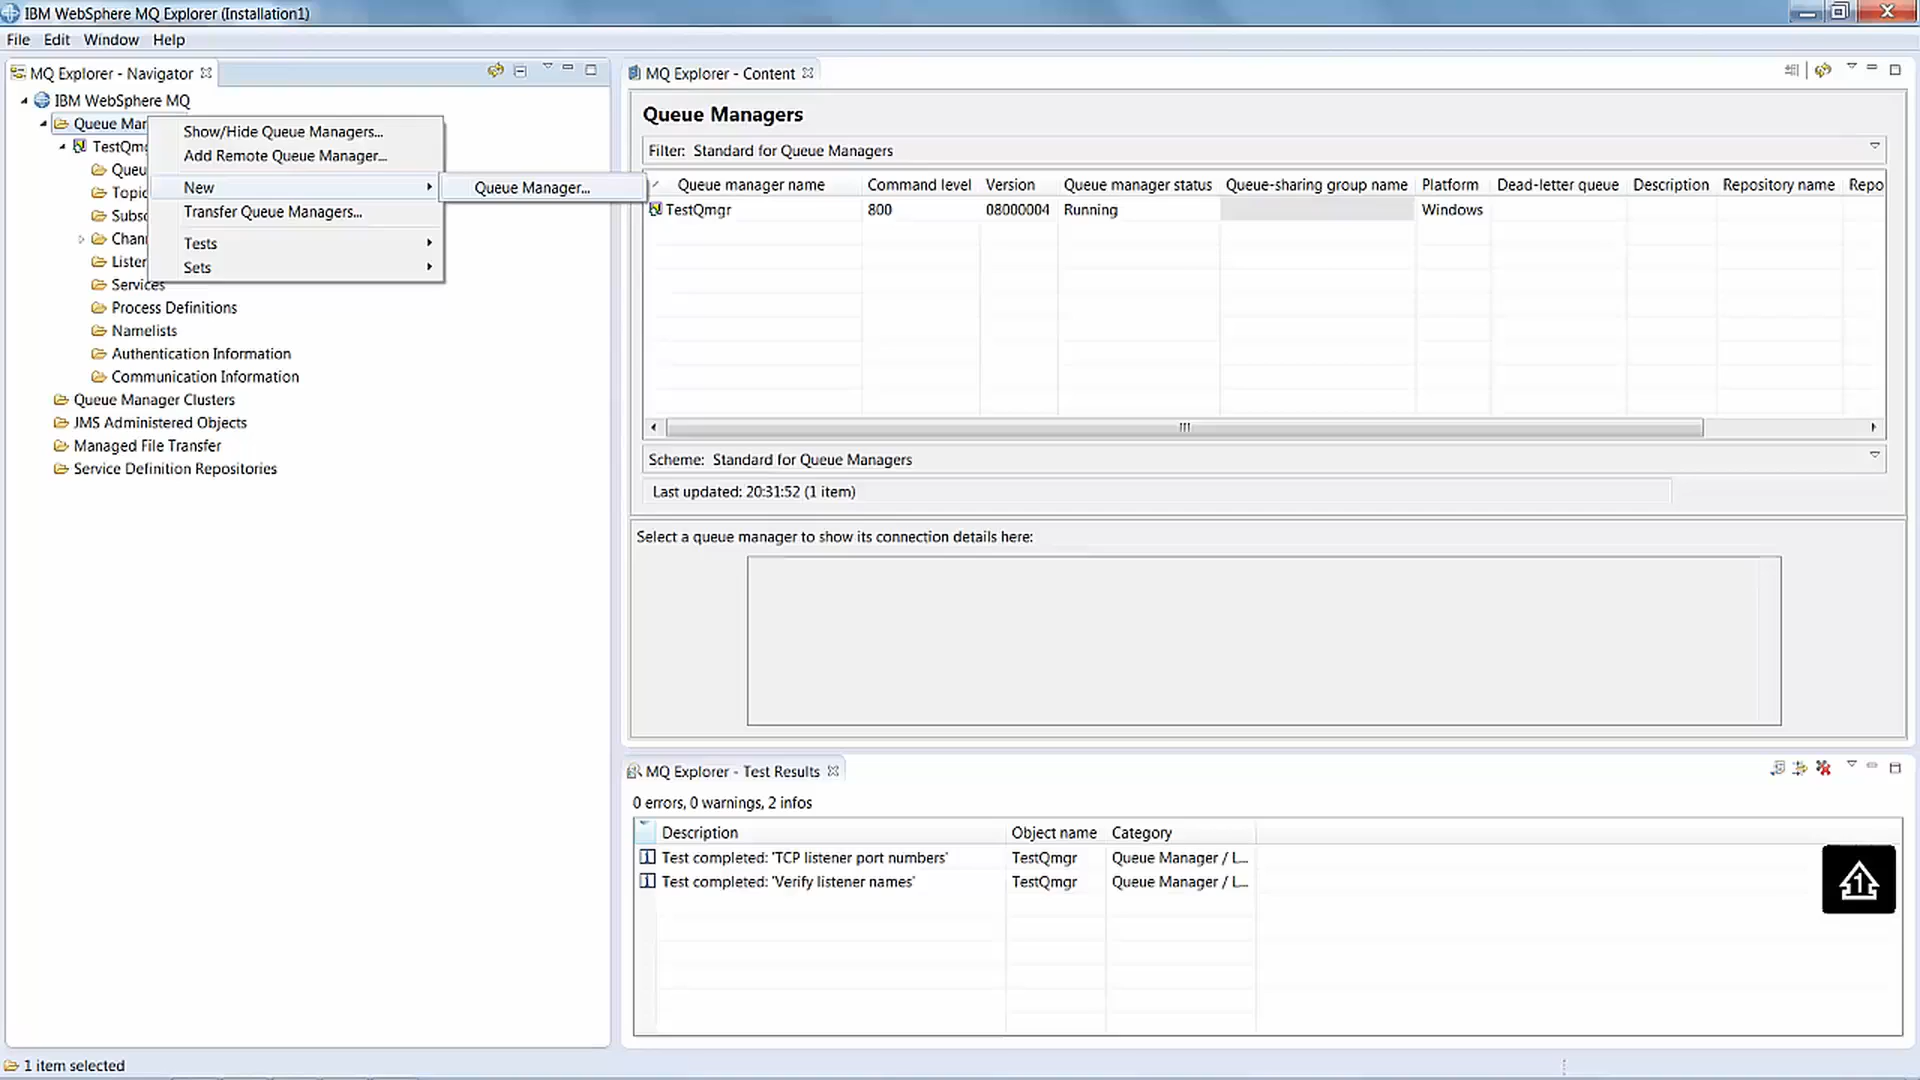 IBM WebSphere MQ Explorer (Installation1)
File Edit Window Help
MQ Explorer - Navigator
IBM WebSphere MQ
Queue Mar
TestQm
Queu
Topic
Subsc
Chann
Lister
Services
Process Definitions
Namelists
Authentication Information
Communication Information
Queue Manager Clusters
JMS Administered Objects
Managed File Transfer
Service Definition Repositories
Show/Hide Queue Managers...
Add Remote Queue Manager...
New
Transfer Queue Managers...
Tests
Sets
Queue Manager...
MQ Explorer - Content
Queue Managers
Filter: Standard for Queue Managers
Queue manager name Command level Version Queue manager status Queue-sharing group name Platform Dead-letter queue Description Repository name Repo
TestQmgr 800 08000004 Running Windows
Scheme: Standard for Queue Managers
Last updated: 20:31:52 (1 item)
Select a queue manager to show its connection details here:
MQ Explorer - Test Results
0 errors, 0 warnings, 2 infos
Description Object name Category
Test completed: 'TCP listener port numbers' TestQmgr Queue Manager / L...
Test completed: 'Verify listener names' TestQmgr Queue Manager / L...
1
1 item selected